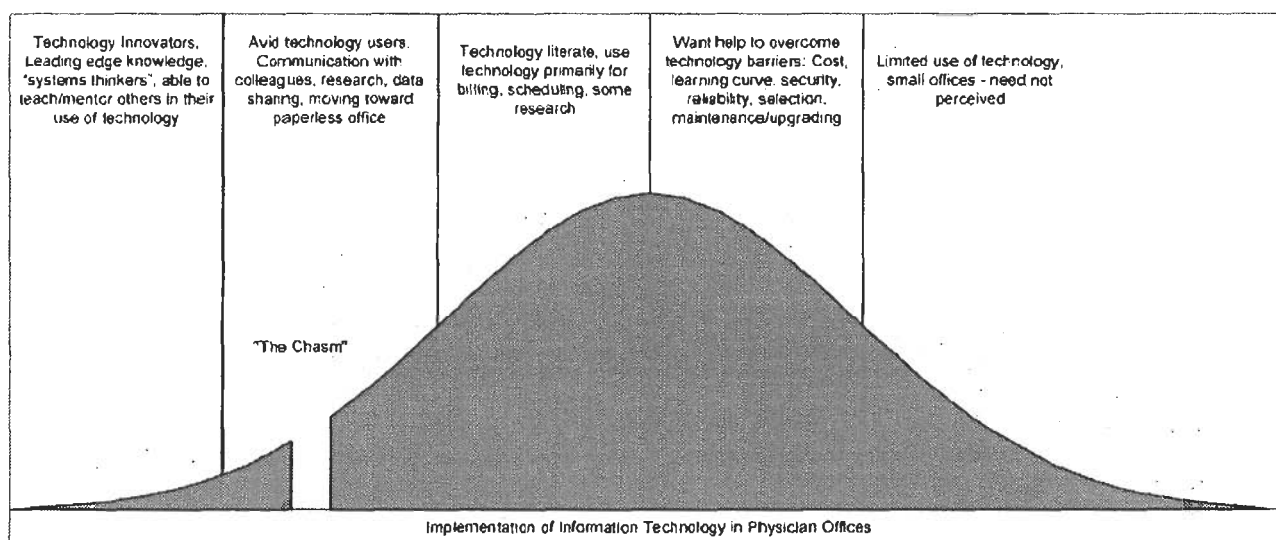 Technology Innovators,
Leading edge knowledge,
"systems thinkers", able to
teach/mentor others in their
use of technology
Avid technology users.
Communication with
colleagues, research, data
sharing, moving toward
paperless office
Technology literate, use
technology primarily for
billing, scheduling, some
research
Want help to overcome
technology barriers: Cost,
learning curve, security,
reliability, selection,
maintenance/upgrading
Limited use of technology,
small offices - need not
perceived
"The Chasm"
Implementation of Information Technology in Physician Offices